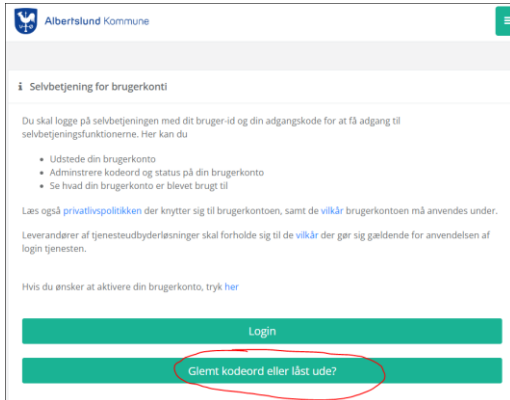 Albertslund Kommune
i Selvbetjening for brugerkonti
Du skal logge på selvbetjeningen med dit bruger-id og din adgangskode for at få adgang til
selvbetjeningsfunktionerne. Her kan du
• Udstede din brugerkonto
• Adminstrere kodeord og status på din brugerkonto
• Se hvad din brugerkonto er blevet brugt til
Læs også privatlivspolitikken der knytter sig til brugerkontoen, samt de vilkår brugerkontoen må anvendes under.
Leverandører af tjenesteudbyderløsninger skal forholde sig til de vilkår der gør sig gældende for anvendelsen af
login tjenesten.
Hvis du ønsker at aktivere din brugerkonto, tryk her
Login
Glemt kodeord eller låst ude?